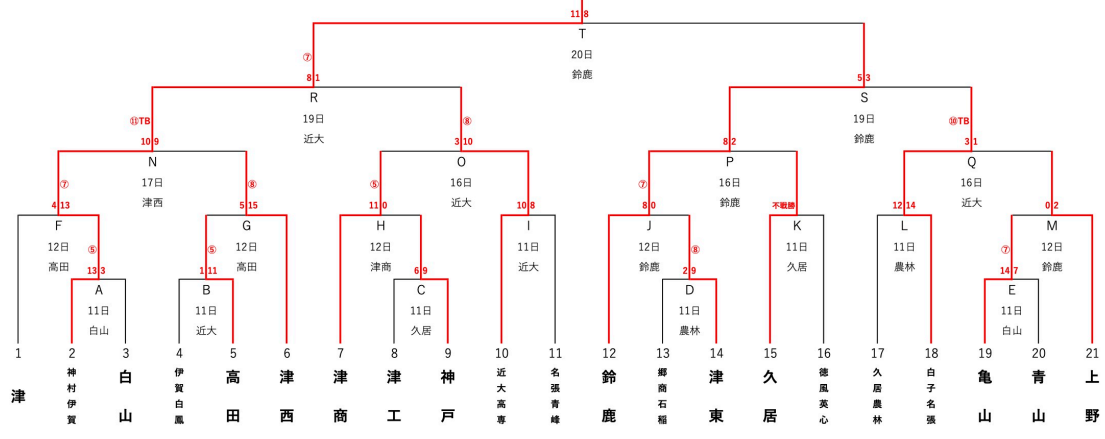 11 8
T
20日
鈴鹿
⑦
8 1
R
19日
近大
5 3
S
19日
鈴鹿
⑪TB
⑧
⑩TB
10 9
N
17日
津西
3 10
O
16日
近大
8 2
P
16日
鈴鹿
3 1
Q
16日
近大
⑦
⑧
⑤
⑦
4 13
F
12日
高田
5 15
G
12日
高田
11 0
H
12日
津商
10 8
I
11日
近大
8 0
J
12日
鈴鹿
不戦勝
K
11日
久居
12 14
L
11日
農林
0 2
M
12日
鈴鹿
⑤
⑤
⑧
⑦
13 3
A
11日
白山
1 11
B
11日
近大
6 9
C
11日
久居
2 9
D
11日
農林
14 7
E
11日
白山
1 2 3 4 5 6 7 8 9 10 11 12 13 14 15 16 17 18 19 20 21
津
神村伊賀
白山
伊賀白鳳
高田
津西
津商
津工
神戸
近大高専
名張青峰
鈴鹿
郷商石稲
津東
久居
徳風英心
久居農林
白子名張
亀山
青山
上野